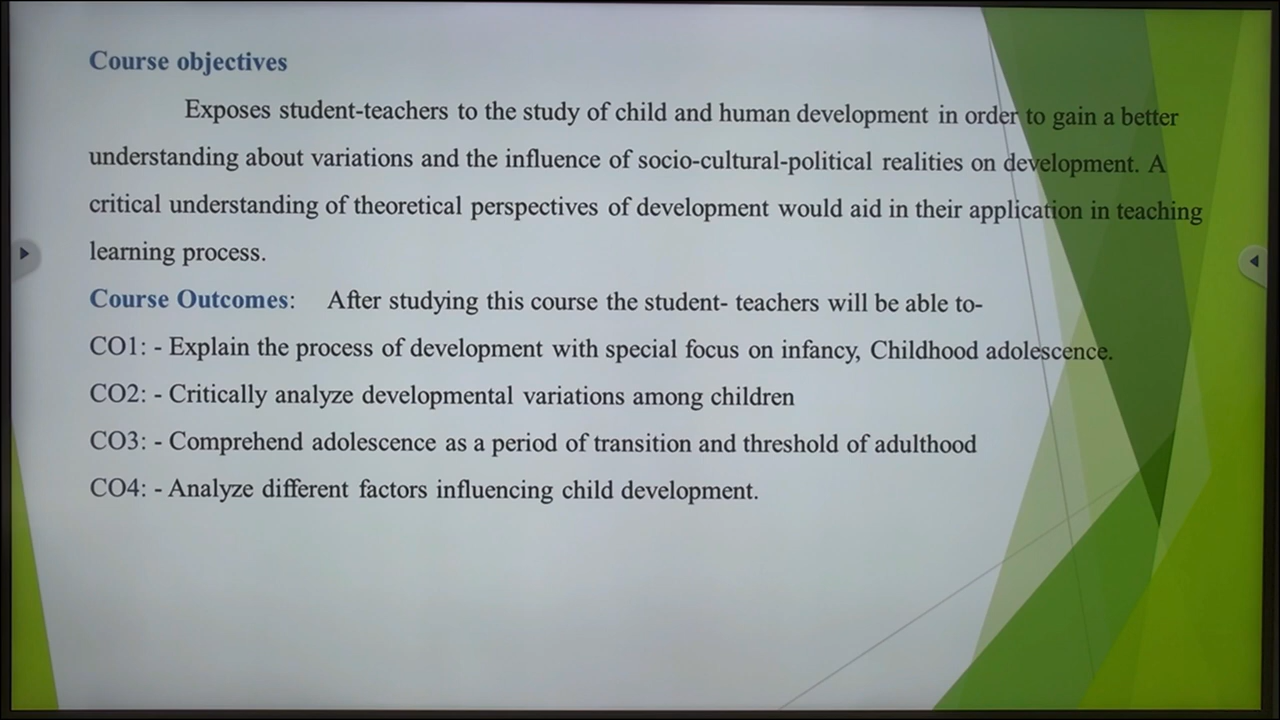 Course objectives
Exposes student-teachers to the study of child and human development in order to gain a better
understanding about variations and the influence of socio-cultural-political realities on development. A
critical understanding of theoretical perspectives of development would aid in their application in teaching
learning process.
Course Outcomes: After studying this course the student- teachers will be able to-
CO1: - Explain the process of development with special focus on infancy, Childhood adolescence.
CO2: - Critically analyze developmental variations among children
CO3: - Comprehend adolescence as a period of transition and threshold of adulthood
CO4: - Analyze different factors influencing child development.